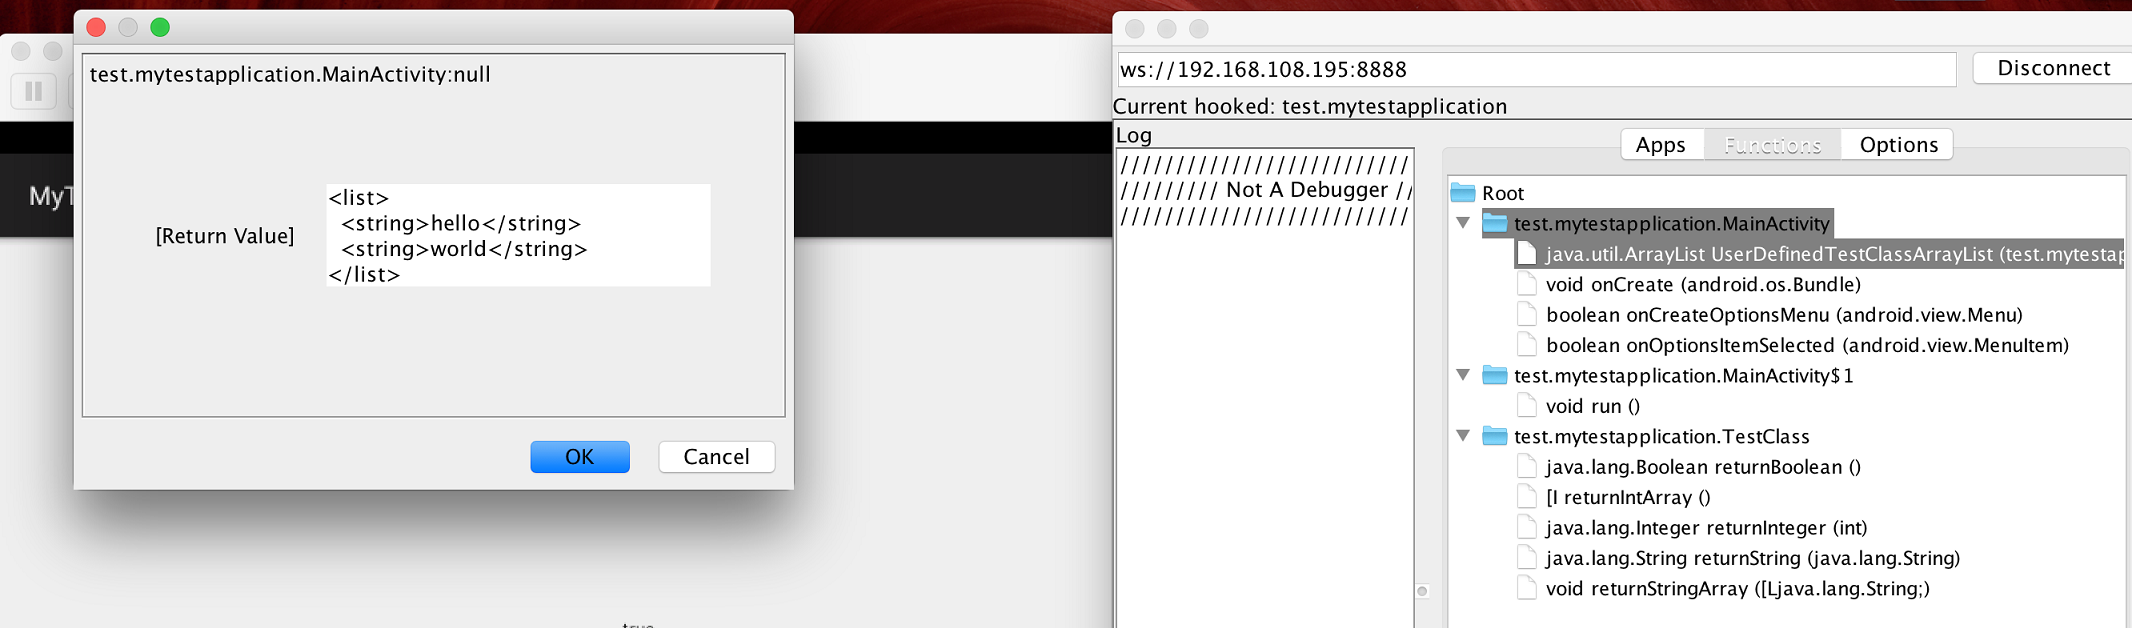 test.mytestapplication.MainActivity:null
[Return Value]
<list>
<string>hello</string>
<string>world</string>
</list>
OK
Cancel
ws://192.168.108.195:8888
Disconnect
Current hooked: test.mytestapplication
Log
//////////////////////////
///////// Not A Debugger //
//////////////////////////
Apps
Functions
Options
Root
test.mytestapplication.MainActivity
java.util.ArrayList UserDefinedTestClassArrayList (test.mytestap
void onCreate (android.os.Bundle)
boolean onCreateOptionsMenu (android.view.Menu)
boolean onOptionsItemSelected (android.view.MenuItem)
test.mytestapplication.MainActivity$1
void run ()
test.mytestapplication.TestClass
java.lang.Boolean returnBoolean ()
[I returnIntArray ()
java.lang.Integer returnInteger (int)
java.lang.String returnString (java.lang.String)
void returnStringArray ([Ljava.lang.String;)